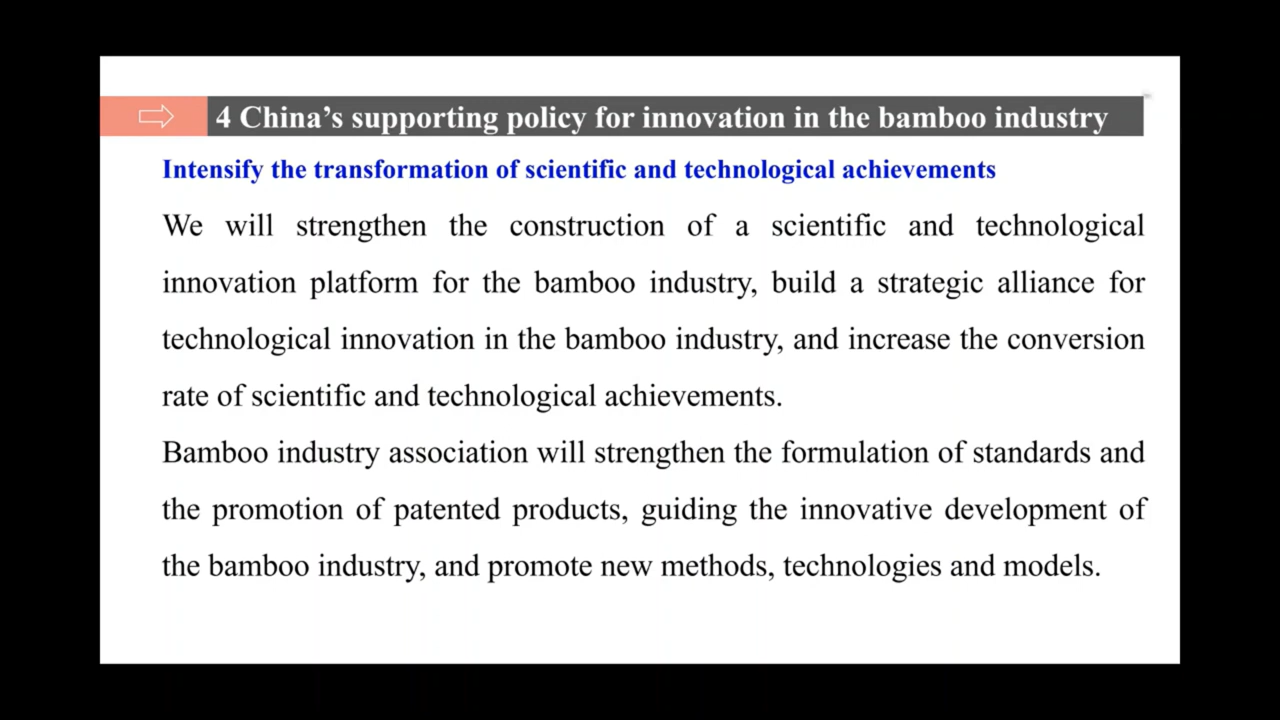 4 China's supporting policy for innovation in the bamboo industry
Intensify the transformation of scientific and technological achievements
We will strengthen the construction of a scientific and technological
innovation platform for the bamboo industry, build a strategic alliance for
technological innovation in the bamboo industry, and increase the conversion
rate of scientific and technological achievements.
Bamboo industry association will strengthen the formulation of standards and
the promotion of patented products, guiding the innovative development of
the bamboo industry, and promote new methods, technologies and models.